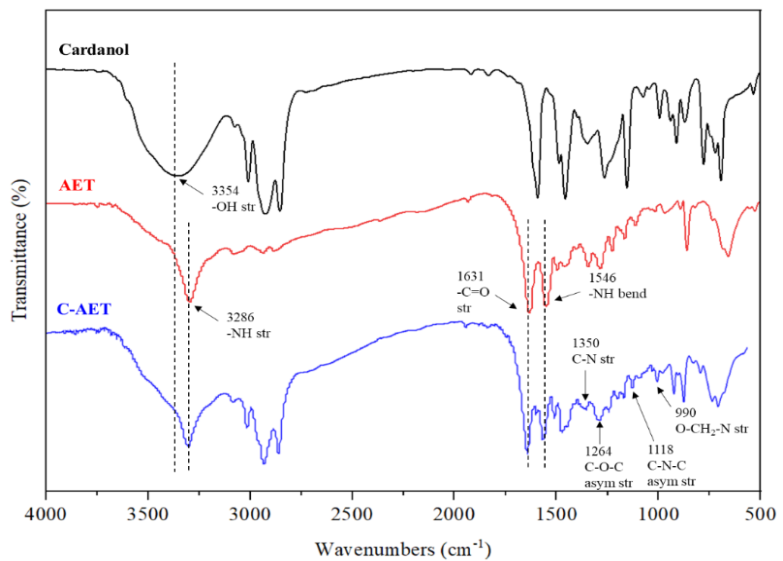 Cardanol
3354
-OH str
AET
3286
-NH str
1631
-C=O
str
1546
-NH bend
C-AET
1350
C-N str
990
O-CH₂-N str
1264
C-O-C
asym str
1118
C-N-C
asym str
Transmittance (%)
4000 3500 3000 2500 2000 1500 1000 500
Wavenumbers (cm⁻¹)